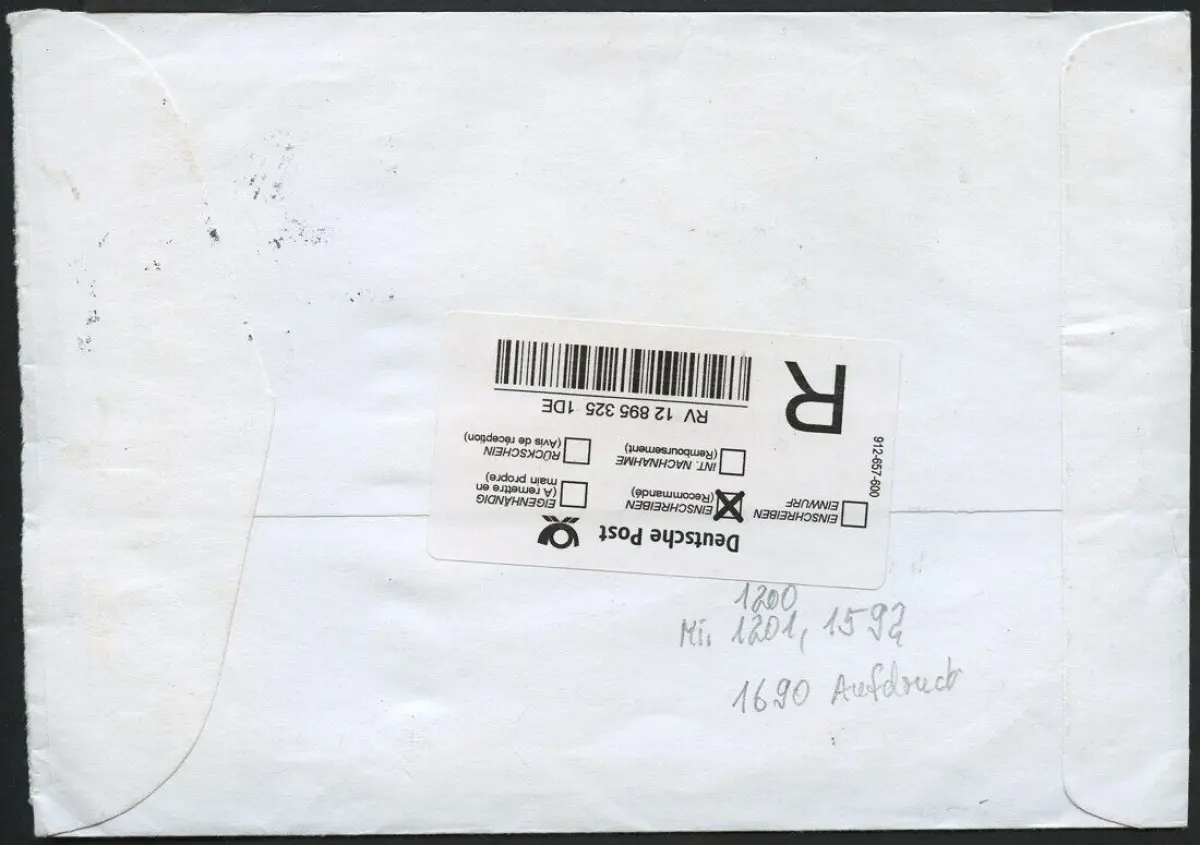 Deutsche Post
EINSCHREIBEN
EINWURF
EINSCHREIBEN
(Recommandé)
EIGENHÄNDIG
(A remettre en
main propre)
INT. NACHNAHME
(Remboursement)
RÜCKSCHEIN
(Avis de réception)
912-657-600
R
RV 12 895 325 1DE
1200
Mi. 1201, 1592
1690 Aufdruck